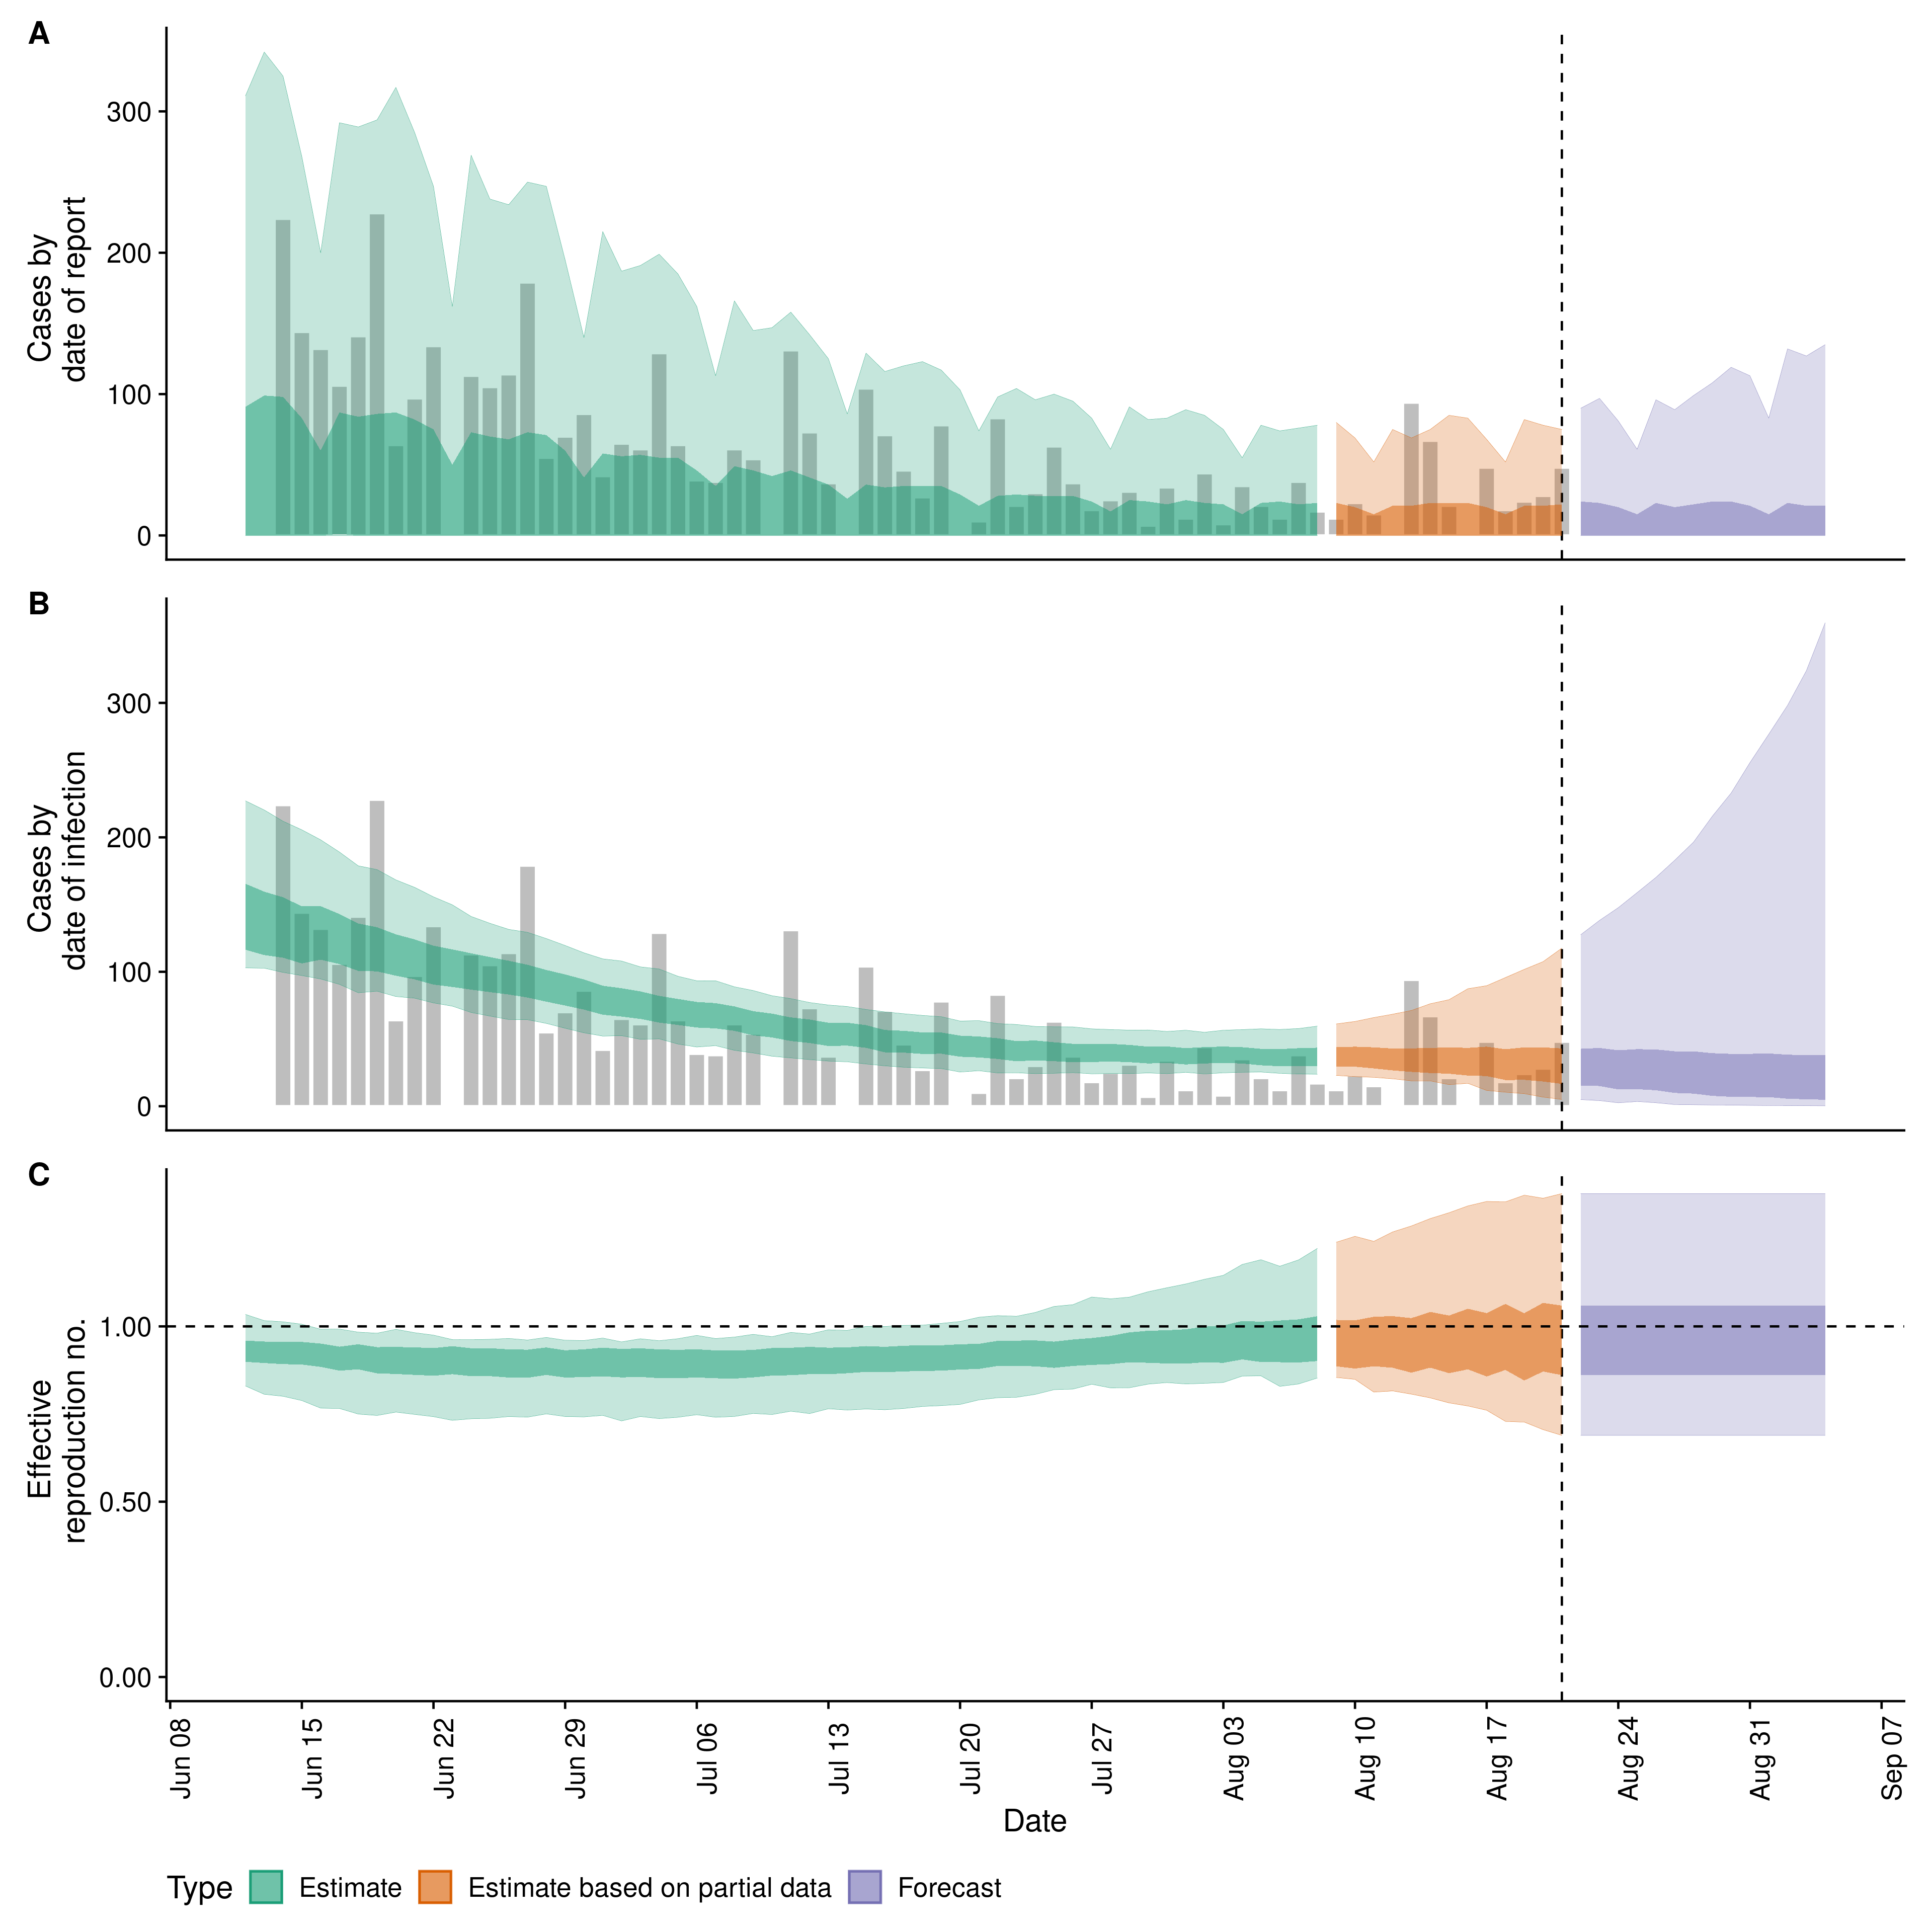 A
Cases by
date of report
300
200
100
0
B
Cases by
date of infection
300
200
100
0
C
Effective
reproduction no.
1.00
0.50
0.00
Jun 08
Jun 15
Jun 22
Jun 29
Jul 06
Jul 13
Jul 20
Jul 27
Aug 03
Aug 10
Aug 17
Aug 24
Aug 31
Sep 07
Date
Type Estimate Estimate based on partial data Forecast